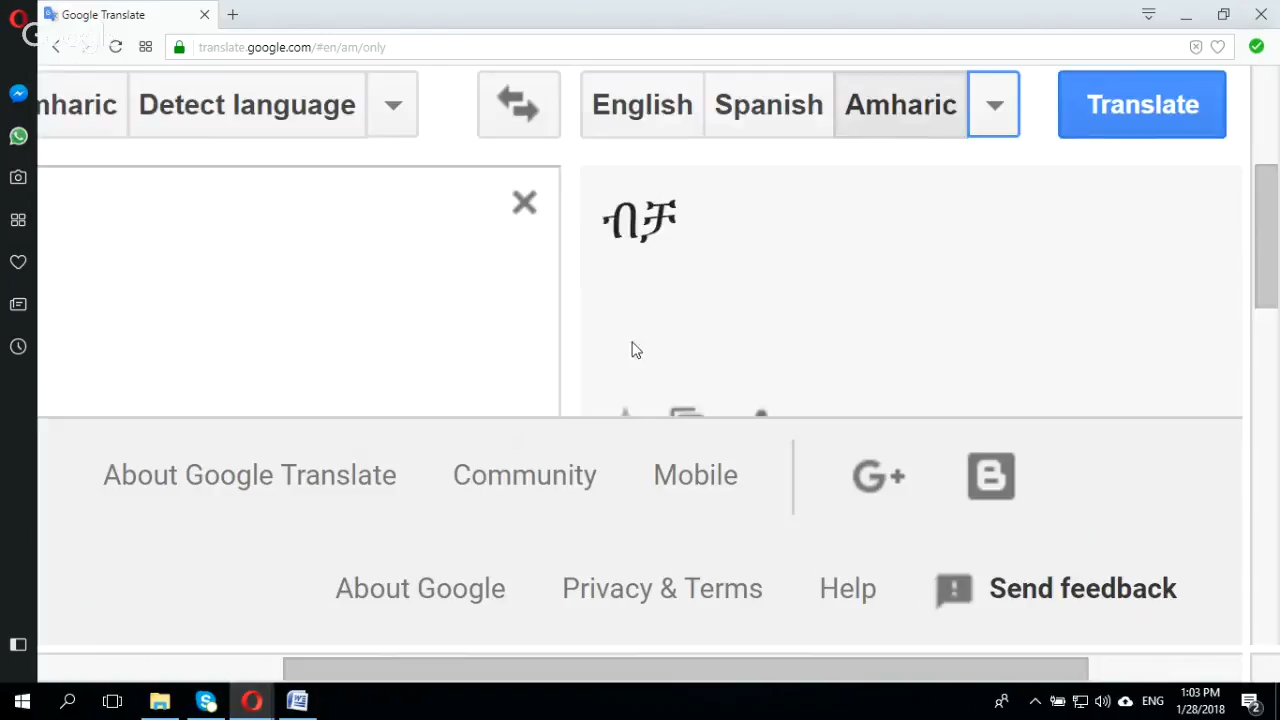 Google Translate
translate.google.com/#en/am/only
mharic Detect language English Spanish Amharic Translate
ብቻ
About Google Translate Community Mobile G+
About Google Privacy & Terms Help Send feedback
ENG 1:03 PM
1/28/2018 2